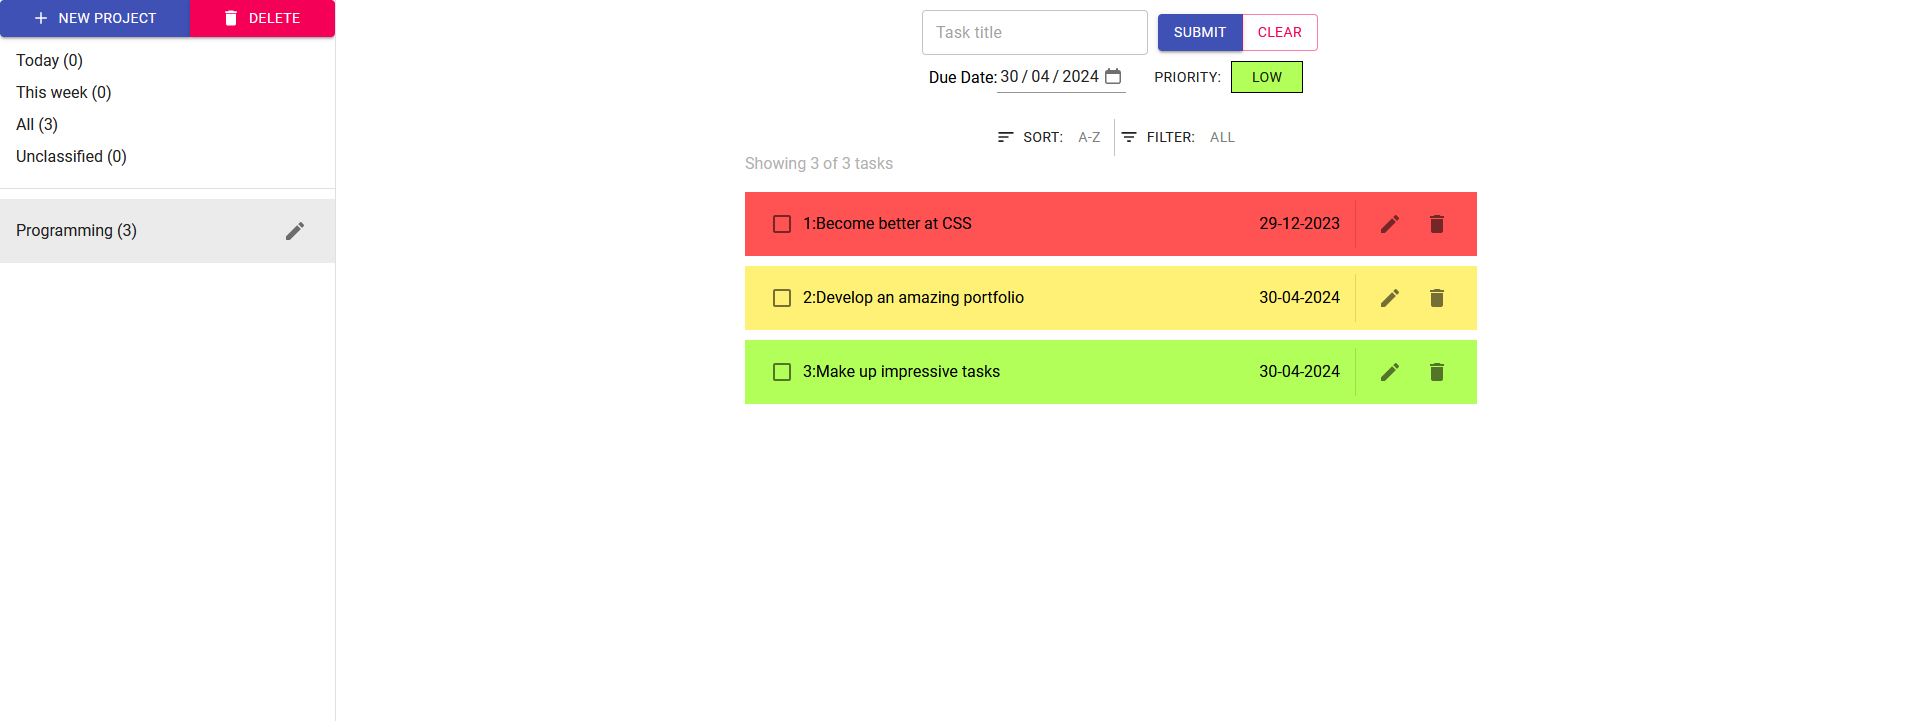 NEW PROJECT DELETE
Today (0)
This week (0)
All (3)
Unclassified (0)
Programming (3)
Task title SUBMIT CLEAR
Due Date: 30 / 04 / 2024 PRIORITY: LOW
SORT: A-Z FILTER: ALL
Showing 3 of 3 tasks
1:Become better at CSS 29-12-2023
2:Develop an amazing portfolio 30-04-2024
3:Make up impressive tasks 30-04-2024